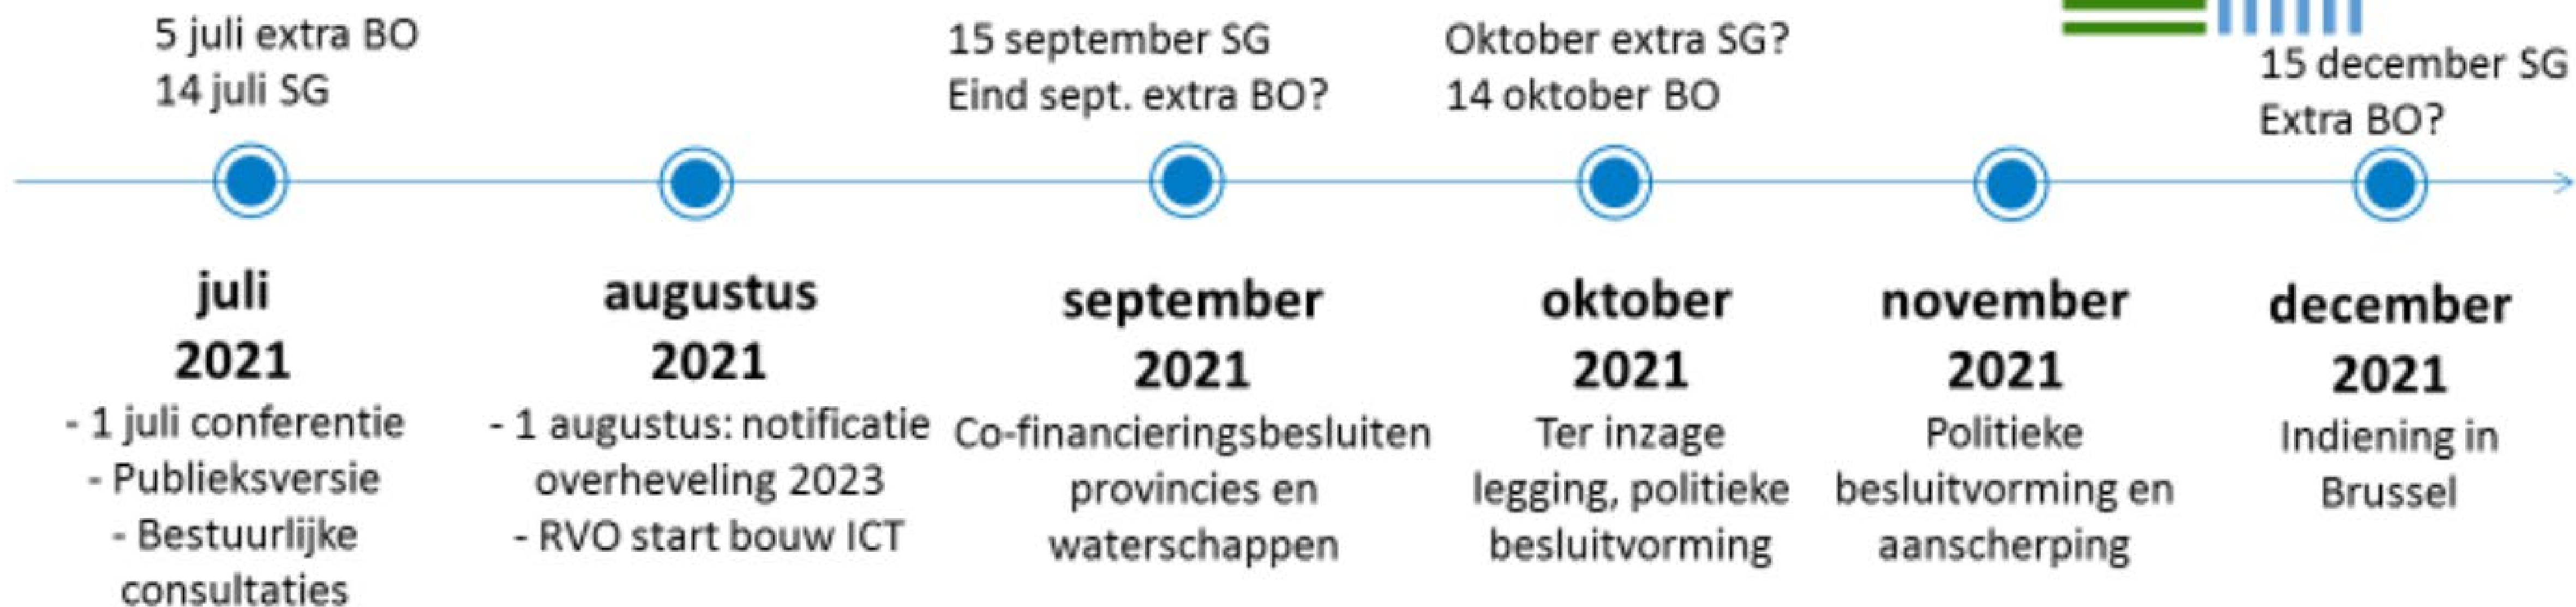 5 juli extra BO
14 juli SG
15 september SG
Eind sept. extra BO?
Oktober extra SG?
14 oktober BO
15 december SG
Extra BO?
juli
2021
- 1 juli conferentie
- Publieksversie
- Bestuurlijke
consultaties
augustus
2021
- 1 augustus: notificatie
overheveling 2023
- RVO start bouw ICT
september
2021
Co-financieringsbesluiten
provincies en
waterschappen
oktober
2021
Ter inzage
legging, politieke
besluitvorming
november
2021
Politieke
besluitvorming en
aanscherping
december
2021
Indiening in
Brussel